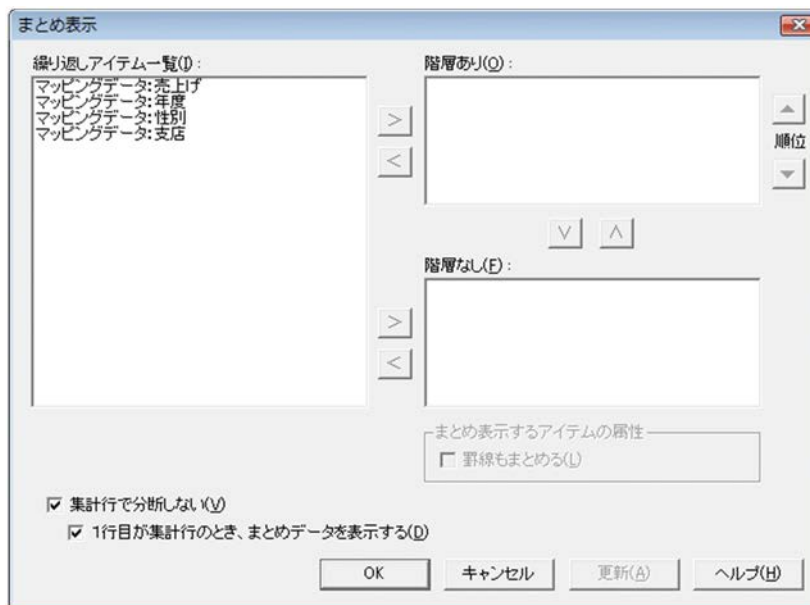 まとめ表示
繰り返しアイテム一覧(I):
マッピングデータ:売上げ
マッピングデータ:年度
マッピングデータ:性別
マッピングデータ:支店
>
<
階層あり(O):
順位
∨ ∧
階層なし(F):
>
<
まとめ表示するアイテムの属性
罫線もまとめる(L)
集計行で分断しない(V)
1行目が集計行のとき、まとめデータを表示する(D)
OK キャンセル 更新(A) ヘルプ(H)